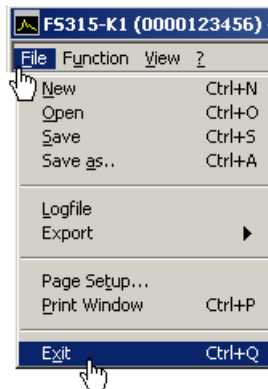 FS315-K1 (0000123456)
File Function View ?
New Ctrl+N
Open Ctrl+O
Save Ctrl+S
Save as.. Ctrl+A
Logfile
Export
Page Setup...
Print Window Ctrl+P
Exit Ctrl+Q